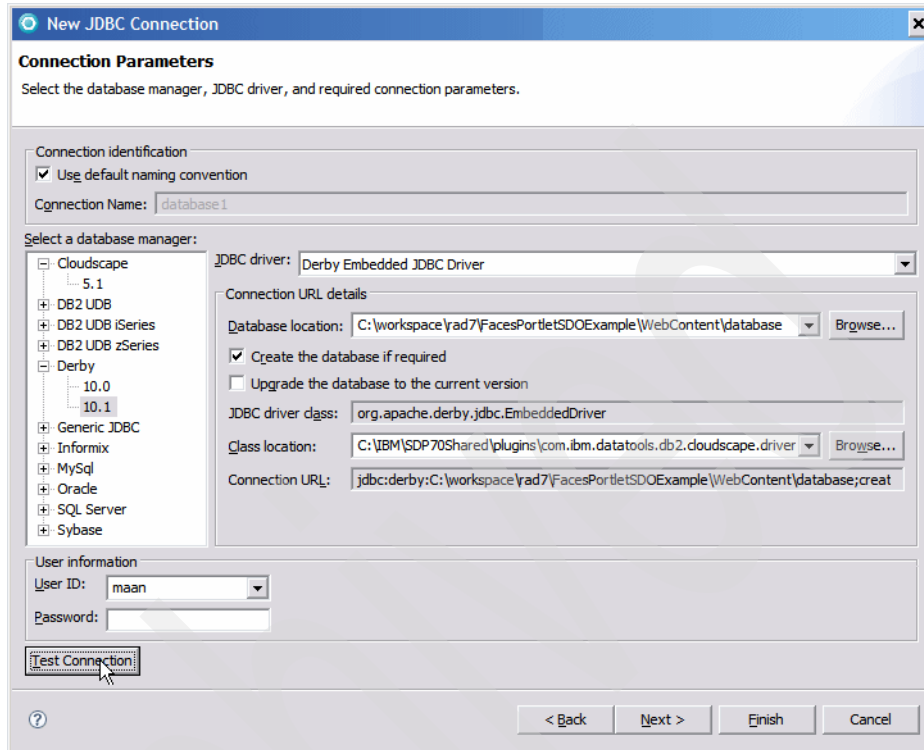 New JDBC Connection
Connection Parameters
Select the database manager, JDBC driver, and required connection parameters.
Connection identification
Use default naming convention
Connection Name: database1
Select a database manager:
Cloudscape
5.1
DB2 UDB
DB2 UDB iSeries
DB2 UDB zSeries
Derby
10.0
10.1
Generic JDBC
Informix
MySql
Oracle
SQL Server
Sybase
JDBC driver: Derby Embedded JDBC Driver
Connection URL details
Database location: C:\workspace\rad7\FacesPortletSDOExample\WebContent\database Browse...
Create the database if required
Upgrade the database to the current version
JDBC driver class: org.apache.derby.jdbc.EmbeddedDriver
Class location: C:\IBM\SDP70Shared\plugins\com.ibm.datatools.db2.cloudscape.driver Browse...
Connection URL: jdbc:derby:C:\workspace\rad7\FacesPortletSDOExample\WebContent\database;creat
User information
User ID: maan
Password:
Test Connection
? < Back Next > Finish Cancel